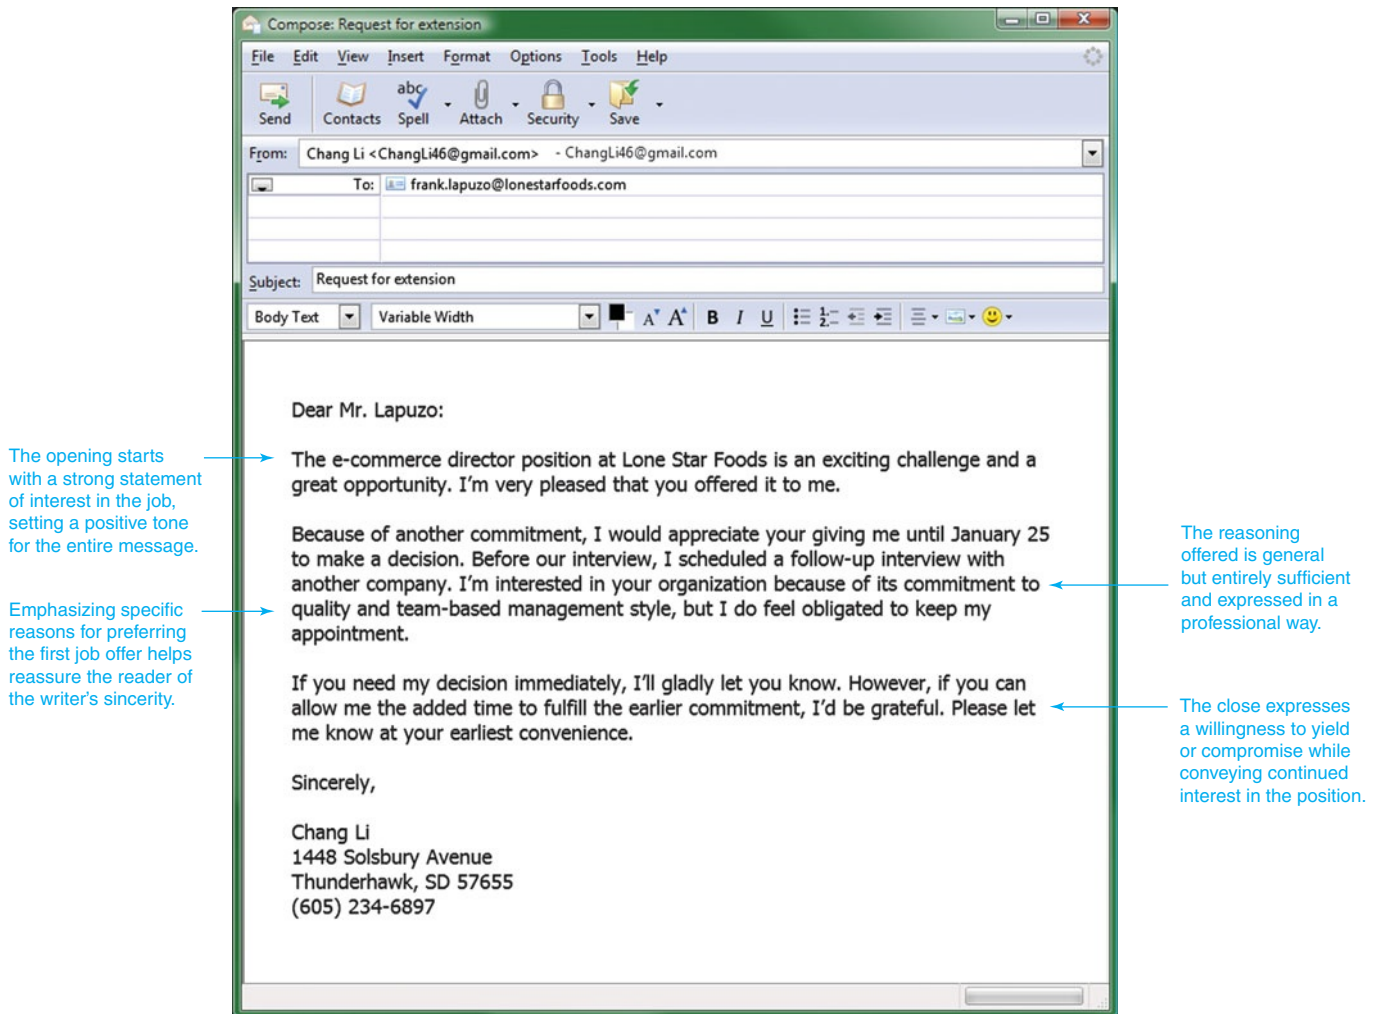 Compose: Request for extension
File Edit View Insert Format Options Tools Help
abc
Send Contacts Spell Attach Security Save
From: Chang Li <ChangLi46@gmail.com> - ChangLi46@gmail.com
To: frank.lapuzo@lonestarfoods.com
Subject: Request for extension
Body Text Variable Width A A B I U
Dear Mr. Lapuzo:
The e-commerce director position at Lone Star Foods is an exciting challenge and a
great opportunity. I'm very pleased that you offered it to me.
Because of another commitment, I would appreciate your giving me until January 25
to make a decision. Before our interview, I scheduled a follow-up interview with
another company. I'm interested in your organization because of its commitment to
quality and team-based management style, but I do feel obligated to keep my
appointment.
If you need my decision immediately, I'll gladly let you know. However, if you can
allow me the added time to fulfill the earlier commitment, I'd be grateful. Please let
me know at your earliest convenience.
Sincerely,
Chang Li
1448 Solsbury Avenue
Thunderhawk, SD 57655
(605) 234-6897
The opening starts
with a strong statement
of interest in the job,
setting a positive tone
for the entire message.
Emphasizing specific
reasons for preferring
the first job offer helps
reassure the reader of
the writer's sincerity.
The reasoning
offered is general
but entirely sufficient
and expressed in a
professional way.
The close expresses
a willingness to yield
or compromise while
conveying continued
interest in the position.